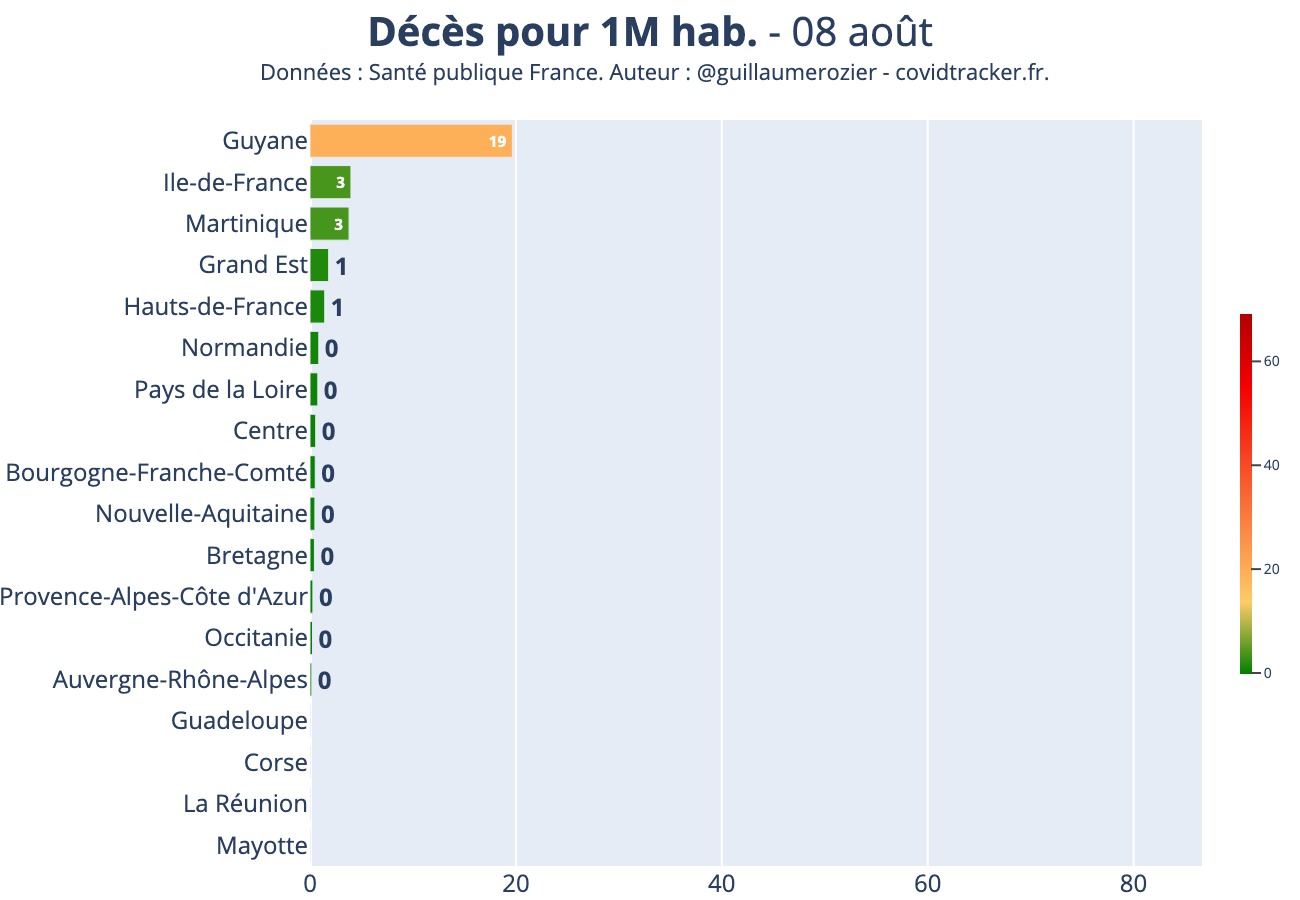 Décès pour 1M hab. - 08 août
Données : Santé publique France. Auteur : @guillaumerozier - covidtracker.fr.
Guyane 19
Ile-de-France 3
Martinique 3
Grand Est 1
Hauts-de-France 1
Normandie 0
Pays de la Loire 0
Centre 0
Bourgogne-Franche-Comté 0
Nouvelle-Aquitaine 0
Bretagne 0
Provence-Alpes-Côte d'Azur 0
Occitanie 0
Auvergne-Rhône-Alpes 0
Guadeloupe
Corse
La Réunion
Mayotte
0 20 40 60 80
60
40
20
0